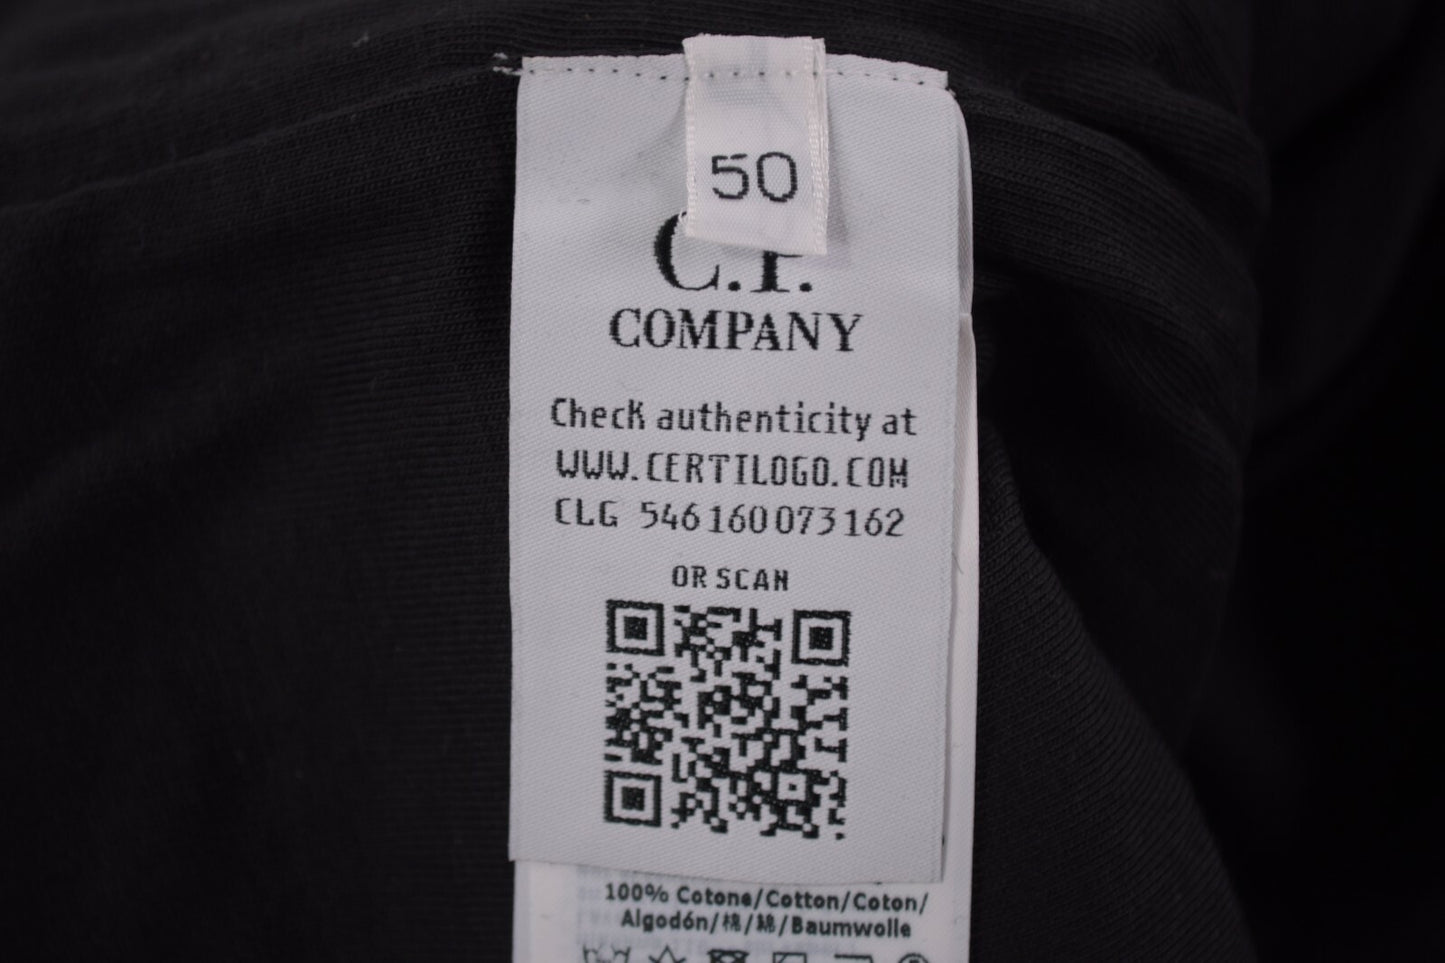 50
C.P.
COMPANY
Check authenticity at
WWW.CERTILOGO.COM
CLG 546160073162
OR SCAN
100% Cotone/Cotton/Coton/
Algodón/棉/綿/Baumwolle